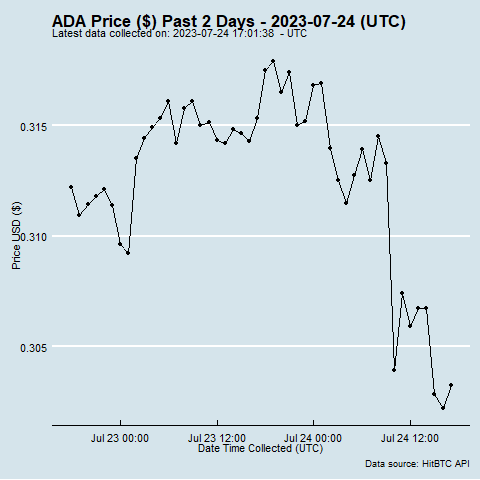 ADA Price ($) Past 2 Days - 2023-07-24 (UTC)
Latest data collected on: 2023-07-24 17:01:38  - UTC
0.315
0.310
0.305
Price USD ($)
Jul 23 00:00 Jul 23 12:00 Jul 24 00:00 Jul 24 12:00
Date Time Collected (UTC)
Data source: HitBTC API